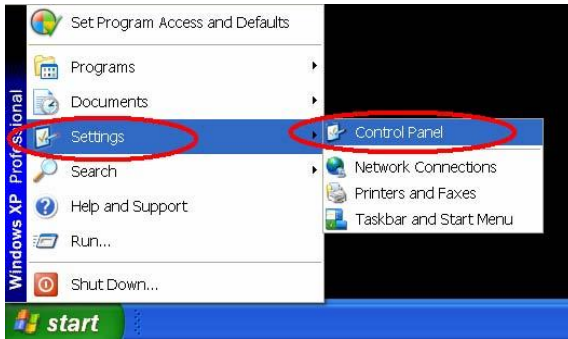 Set Program Access and Defaults
Programs
Documents
Settings
Search
Help and Support
Run...
Shut Down...
Control Panel
Network Connections
Printers and Faxes
Taskbar and Start Menu
Windows XP Professional
start